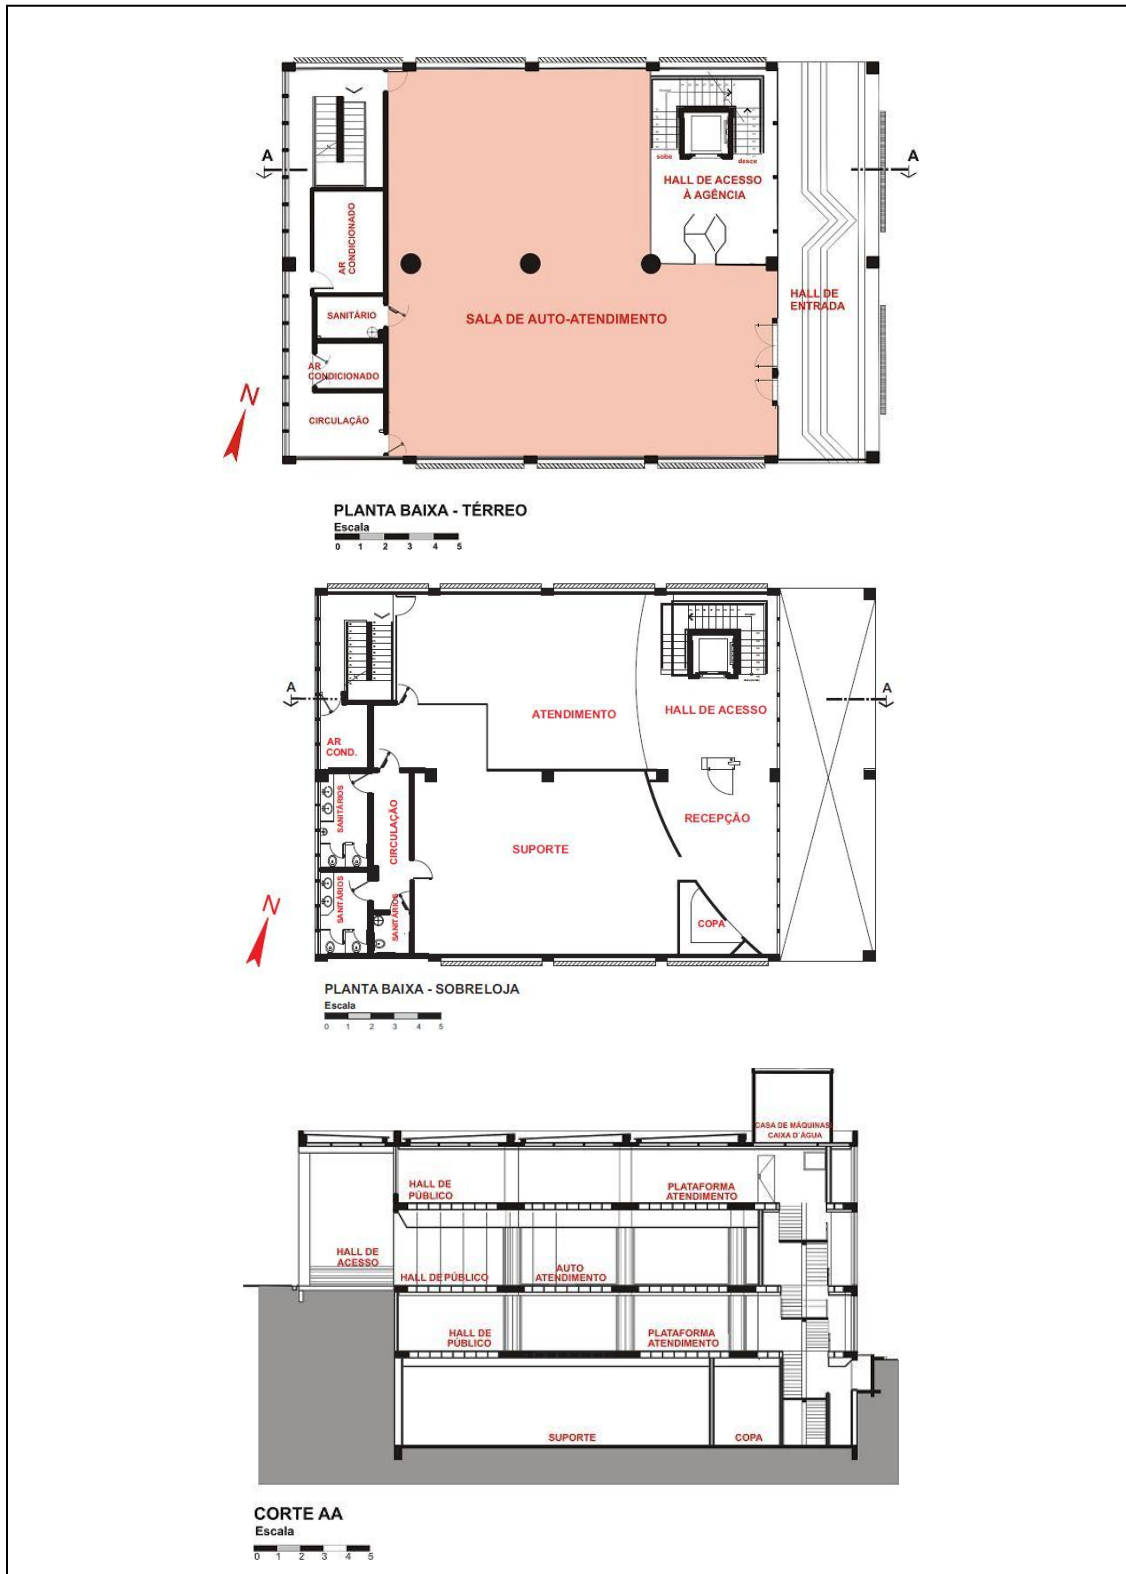 A
A
sobe
desce
HALL DE ACESSO
À AGÊNCIA
AR
CONDICIONADO
HALL DE
ENTRADA
SANITÁRIO
SALA DE AUTO-ATENDIMENTO
AR
CONDICIONADO
N
CIRCULAÇÃO
PLANTA BAIXA - TÉRREO
Escala
0 1 2 3 4 5
A
A
ATENDIMENTO
HALL DE ACESSO
AR
COND.
SANITÁRIOS
CIRCULAÇÃO
RECEPÇÃO
SUPORTE
SANITÁRIOS
SANITÁRIOS
COPA
N
PLANTA BAIXA - SOBRELOJA
Escala
0 1 2 3 4 5
CASA DE MÁQUINAS
CAIXA D´ÁGUA
HALL DE
PÚBLICO
PLATAFORMA
ATENDIMENTO
HALL DE
ACESSO
HALL DE PÚBLICO
AUTO
ATENDIMENTO
HALL DE
PÚBLICO
PLATAFORMA
ATENDIMENTO
SUPORTE
COPA
CORTE AA
Escala
0 1 2 3 4 5